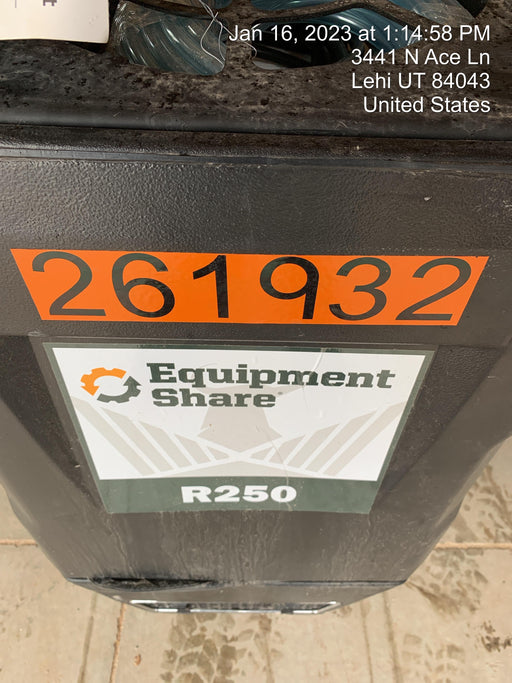 Jan 16, 2023 at 1:14:58 PM
3441 N Ace Ln
Lehi UT 84043
United States
261932
Equipment
Share
R250